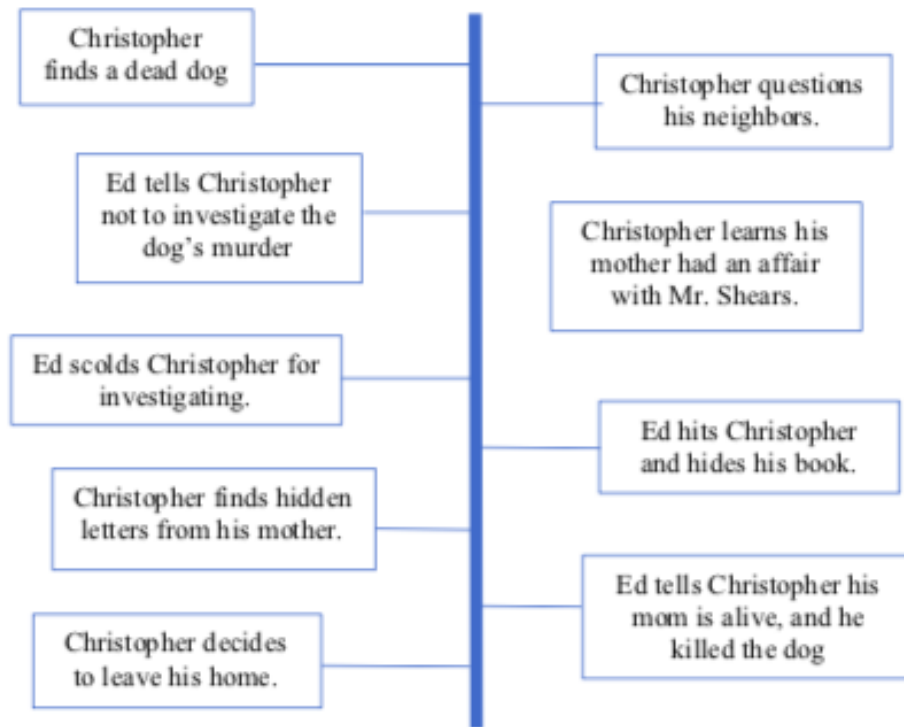 Christopher
finds a dead dog
Christopher questions
his neighbors.
Ed tells Christopher
not to investigate the
dog's murder
Christopher learns his
mother had an affair
with Mr. Shears.
Ed scolds Christopher for
investigating.
Ed hits Christopher
and hides his book.
Christopher finds hidden
letters from his mother.
Ed tells Christopher his
mom is alive, and he
killed the dog
Christopher decides
to leave his home.